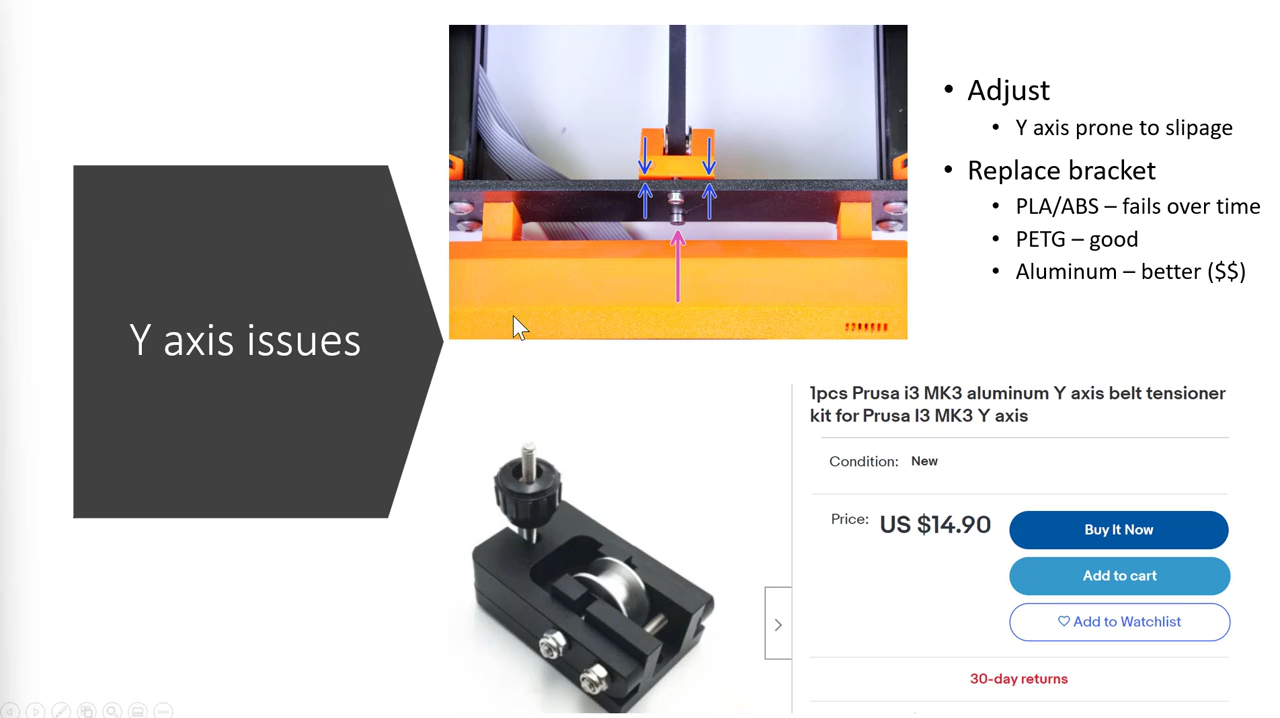 Y axis issues
• Adjust
• Y axis prone to slipage
• Replace bracket
• PLA/ABS – fails over time
• PETG – good
• Aluminum – better ($$)
1pcs Prusa i3 MK3 aluminum Y axis belt tensioner
kit for Prusa I3 MK3 Y axis
Condition: New
Price: US $14.90
Buy It Now
Add to cart
Add to Watchlist
30-day returns